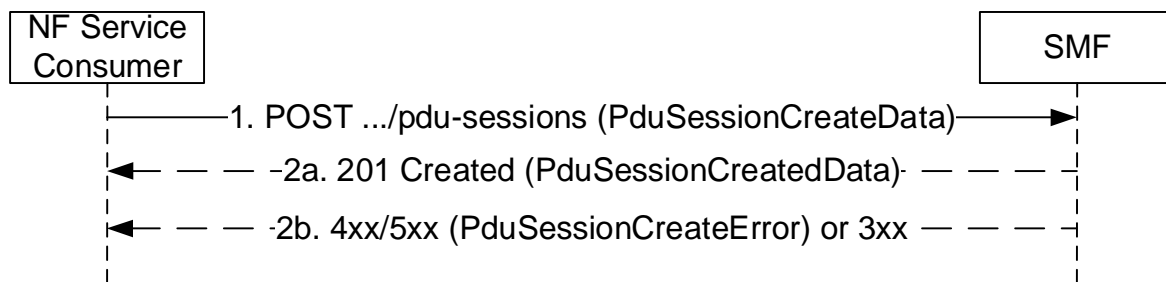 NF Service
Consumer
SMF
1. POST .../pdu-sessions (PduSessionCreateData)
2a. 201 Created (PduSessionCreatedData)
2b. 4xx/5xx (PduSessionCreateError) or 3xx